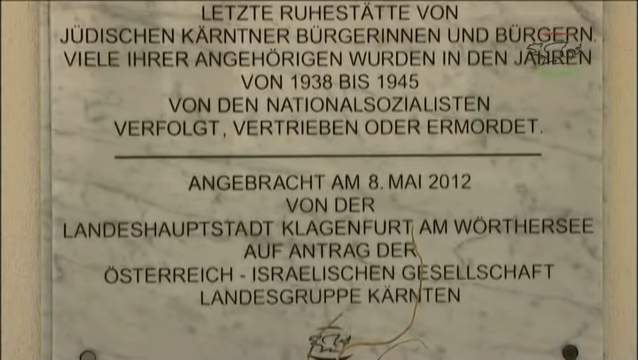 LETZTE RUHESTÄTTE VON
JÜDISCHEN KÄRNTNER BÜRGERINNEN UND BÜRGERN.
VIELE IHRER ANGEHÖRIGEN WURDEN IN DEN JAHREN
VON 1938 BIS 1945
VON DEN NATIONALSOZIALISTEN
VERFOLGT, VERTRIEBEN ODER ERMORDET.
ANGEBRACHT AM 8. MAI 2012
VON DER
LANDESHAUPTSTADT KLAGENFURT AM WÖRTHERSEE
AUF ANTRAG DER
ÖSTERREICH - ISRAELISCHEN GESELLSCHAFT
LANDESGRUPPE KÄRNTEN